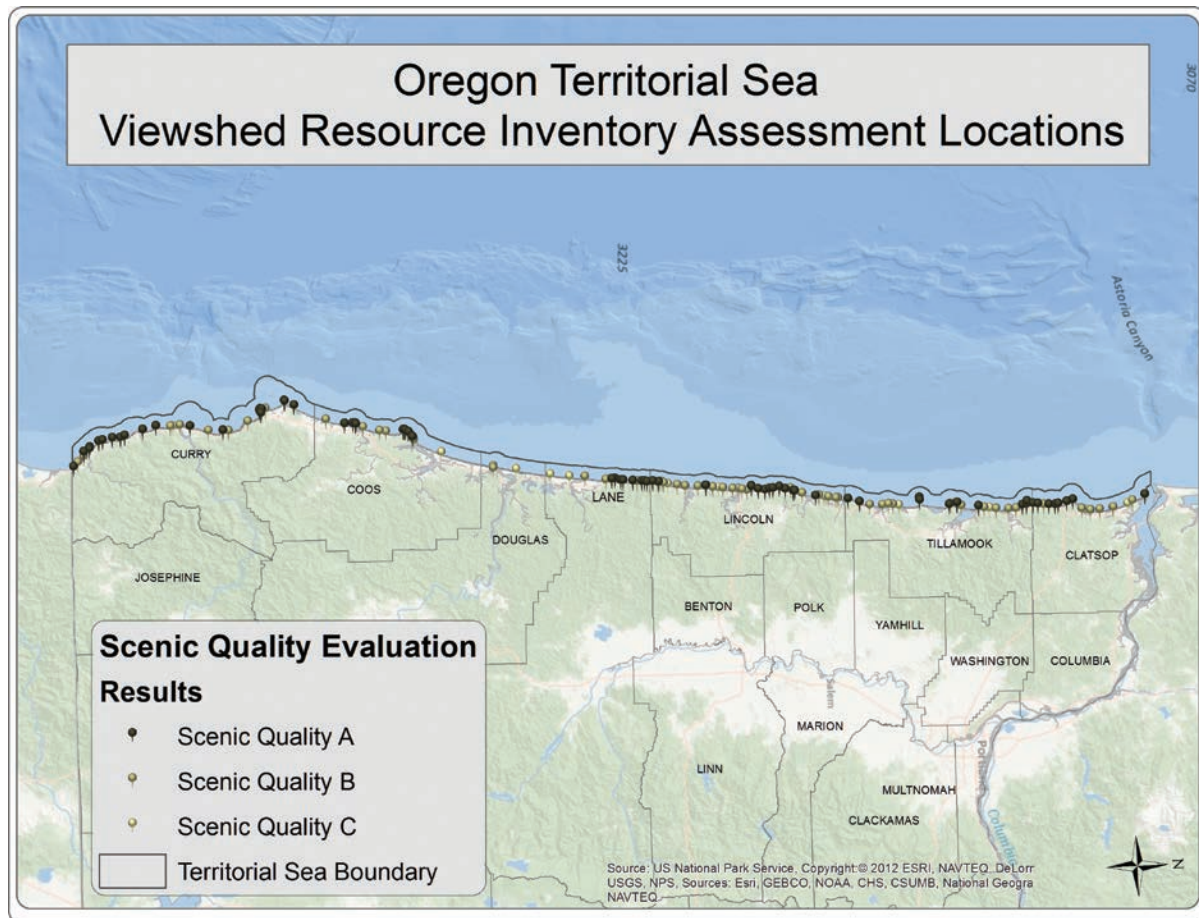 Oregon Territorial Sea
Viewshed Resource Inventory Assessment Locations
3070
3225
Astoria Canyon
CURRY
COOS
DOUGLAS
LANE
LINCOLN
TILLAMOOK
CLATSOP
JOSEPHINE
BENTON
POLK
YAMHILL
WASHINGTON
COLUMBIA
Salem
MARION
Portland
LINN
MULTNOMAH
CLACKAMAS
Columbia
Scenic Quality Evaluation
Results
Scenic Quality A
Scenic Quality B
Scenic Quality C
Territorial Sea Boundary
Source: US National Park Service, Copyright:© 2012 ESRI, NAVTEQ, DeLorr
USGS, NPS, Sources: Esri, GEBCO, NOAA, CHS, CSUMB, National Geogra
NAVTEQ
N